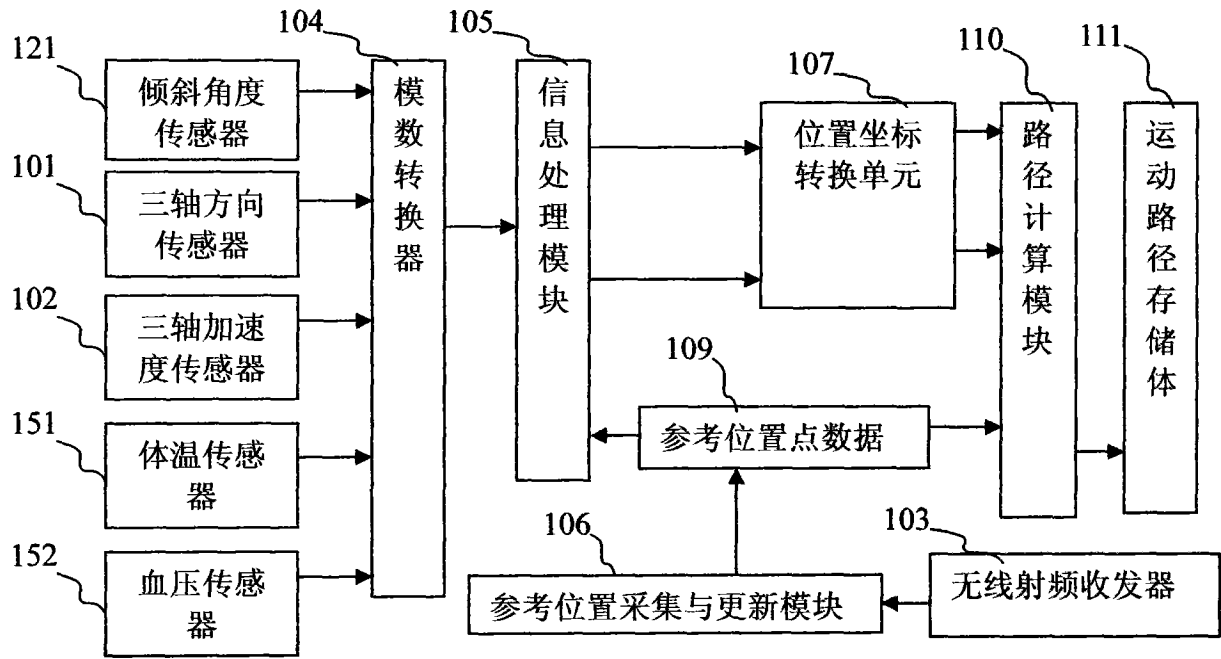 121
倾斜角度
传感器
101
三轴方向
传感器
102
三轴加速
度传感器
151
体温传感
器
152
血压传感
器
104
模数转换器
105
信息处理模块
107
位置坐标
转换单元
109
参考位置点数据
106
参考位置采集与更新模块
103
无线射频收发器
110
路径计算模块
111
运动路径存储体